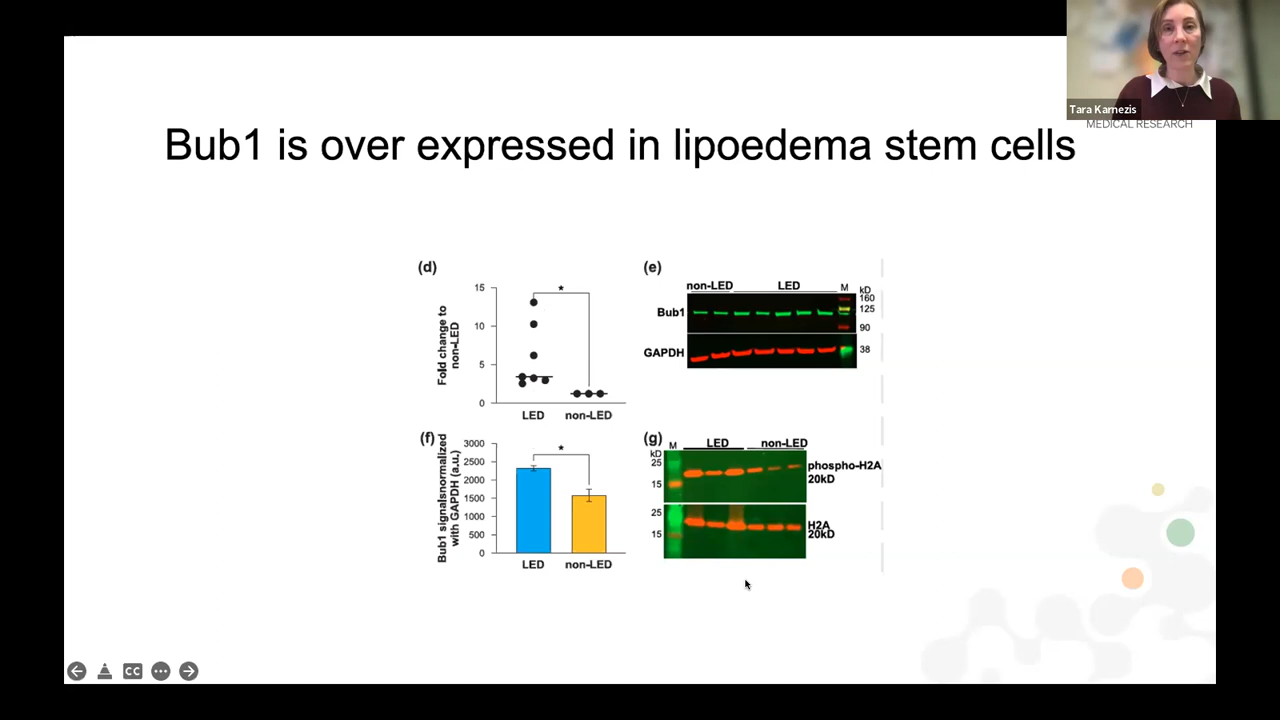 Tara Karnezis
MEDICAL RESEARCH
Bub1 is over expressed in lipoedema stem cells
(d)
15
10
5
0
Fold change to
non-LED
*
LED
non-LED
(e)
non-LED
LED
M
kD
160
125
90
38
Bub1
GAPDH
(f)
3000
2500
2000
1500
1000
500
0
Bub1 signalsnormalized
with GAPDH (a.u.)
*
LED
non-LED
(g)
M
LED
non-LED
kD
25
15
phospho-H2A
20kD
25
15
H2A
20kD
CC